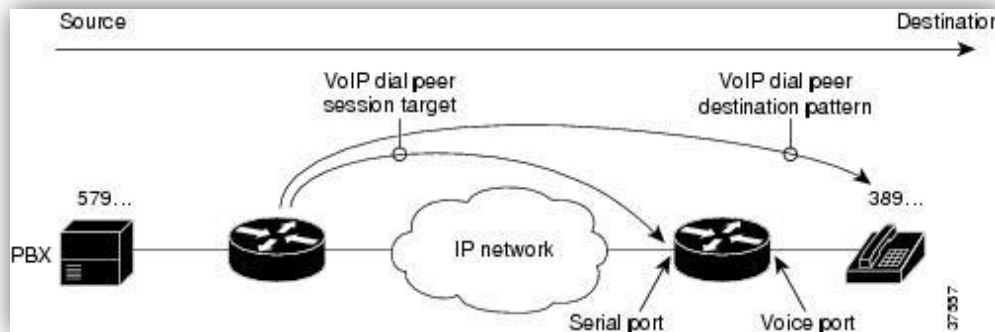 Source
Destination
VoIP dial peer
session target
VoIP dial peer
destination pattern
579...
389...
PBX
IP network
Serial port
Voice port
37557